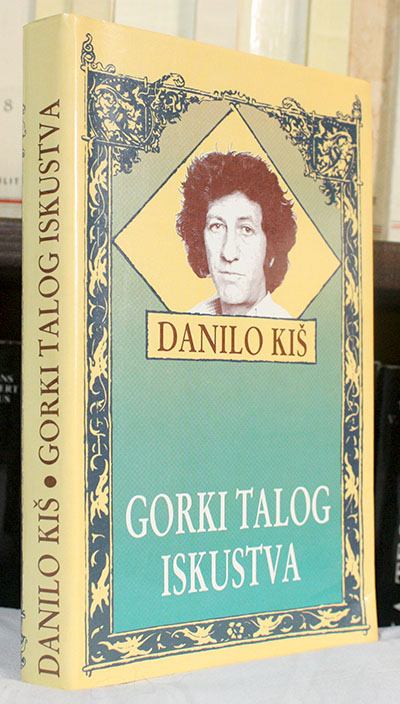 DANILO KIŠ • GORKI TALOG ISKUSTVA
DANILO KIŠ
GORKI TALOG
ISKUSTVA